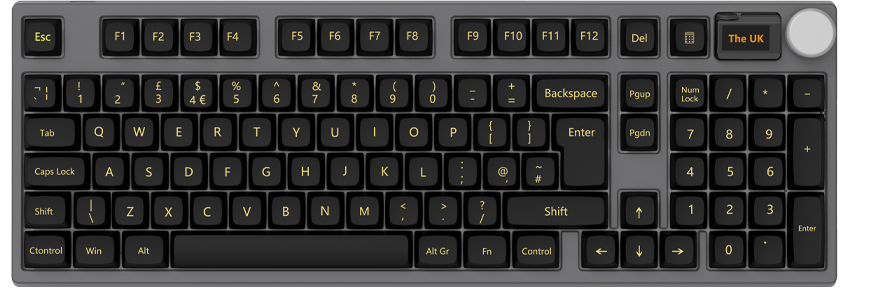 Esc F1 F2 F3 F4 F5 F6 F7 F8 F9 F10 F11 F12 Del The UK
¬ ¦ ! " £ $ % ^ & * ( ) _ + Backspace Pgup Num / * −
` 1 2 3 4 € 5 6 7 8 9 0 - = Lock
Tab Q W E R T Y U I O P { } Enter Pgdn 7 8 9 +
[ ]
Caps Lock A S D F G H J K L : @ ~ 4 5 6
; , #
Shift | Z X C V B N M < > ? Shift ↑ 1 2 3 Enter
\ , . /
Ctontrol Win Alt Alt Gr Fn Control ← ↓ → 0 .